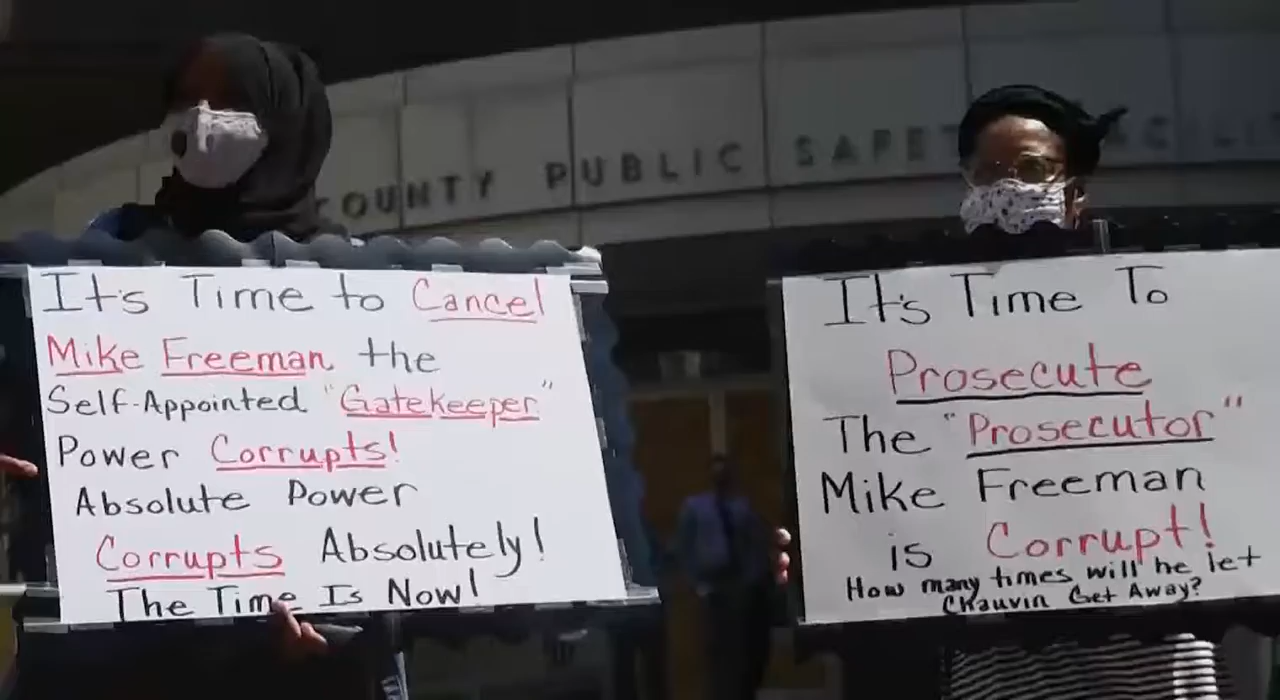 COUNTY PUBLIC SAFET ACILI
It's Time to Cancel
Mike Freeman the
Self-Appointed "Gatekeeper"
Power Corrupts!
Absolute Power
Corrupts Absolutely!
The Time Is Now!
It's Time To
Prosecute
The "Prosecutor"
Mike Freeman
is Corrupt!
How many times will he let
Chauvin Get Away?